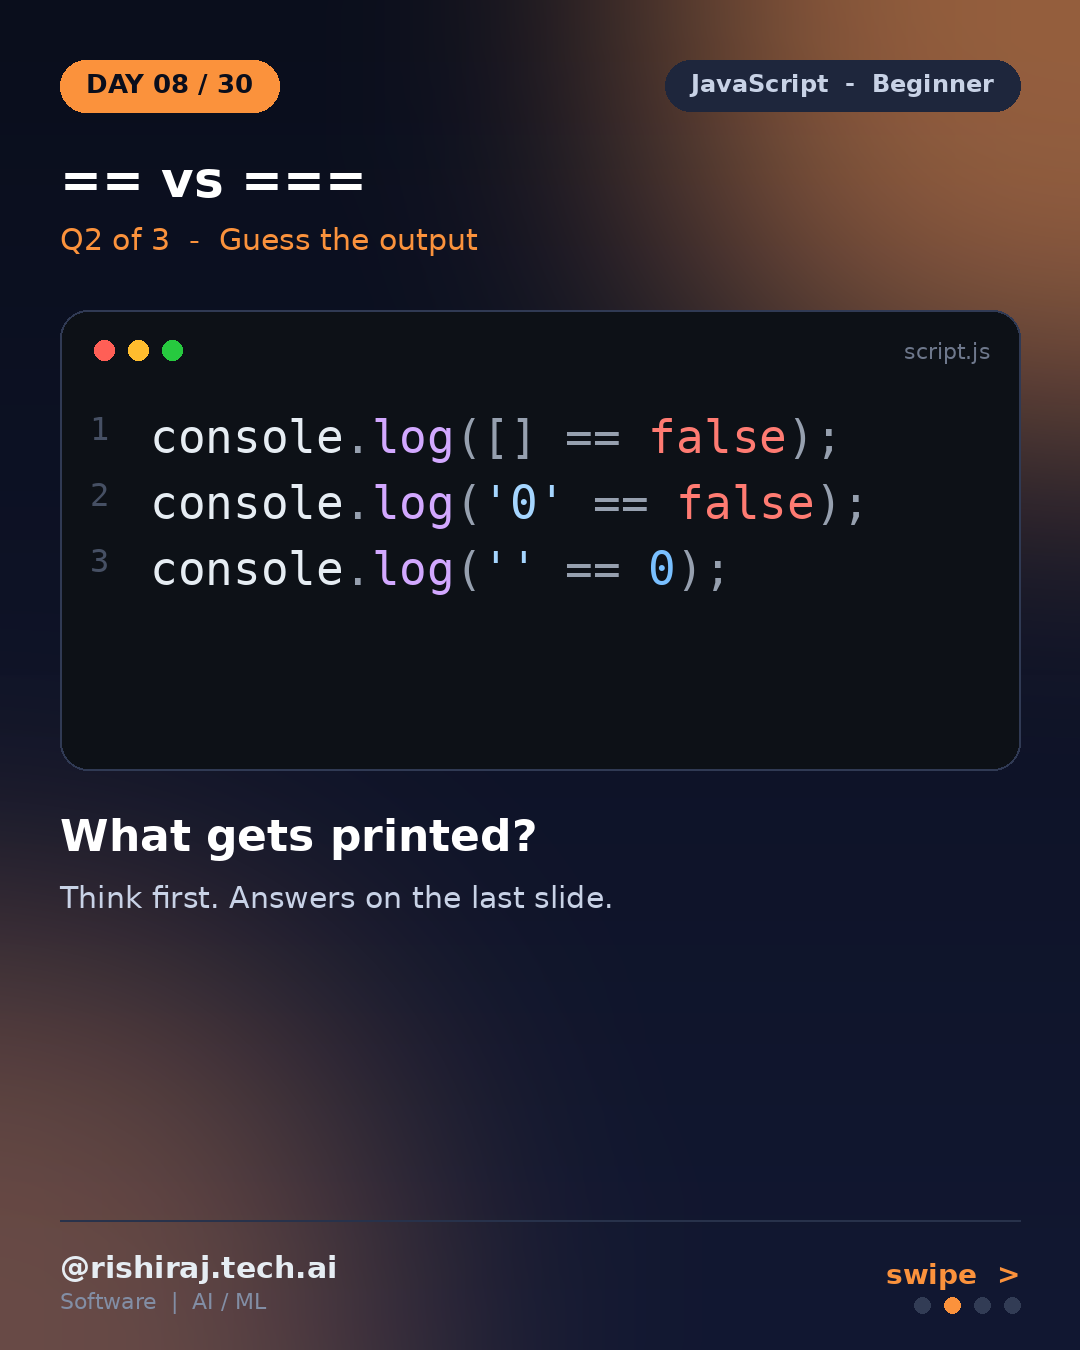 DAY 08 / 30
JavaScript - Beginner
== vs ===
Q2 of 3 - Guess the output
script.js
1 console.log([] == false);
2 console.log('0' == false);
3 console.log('' == 0);
What gets printed?
Think first. Answers on the last slide.
@rishiraj.tech.ai
Software | AI / ML
swipe >